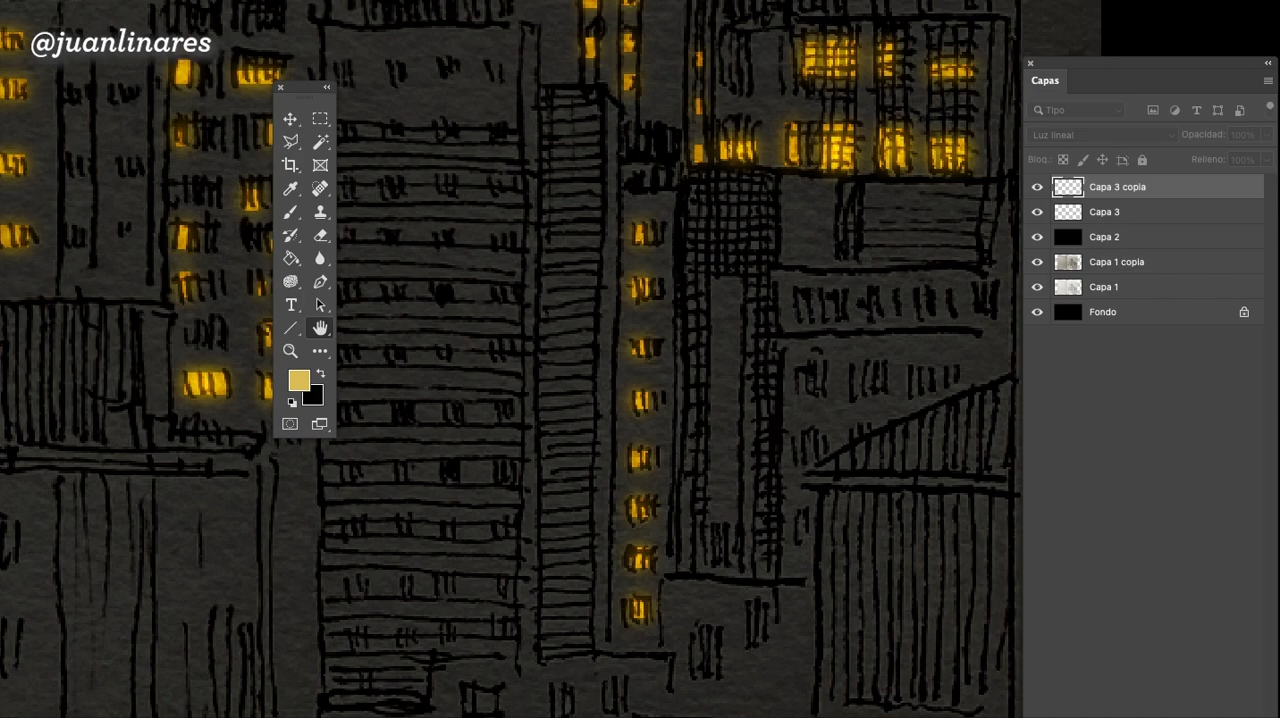 @juanlinares
Capas
Tipo
Luz lineal
Opacidad: 100%
Bloq.:
Relleno: 100%
Capa 3 copia
Capa 3
Capa 2
Capa 1 copia
Capa 1
Fondo